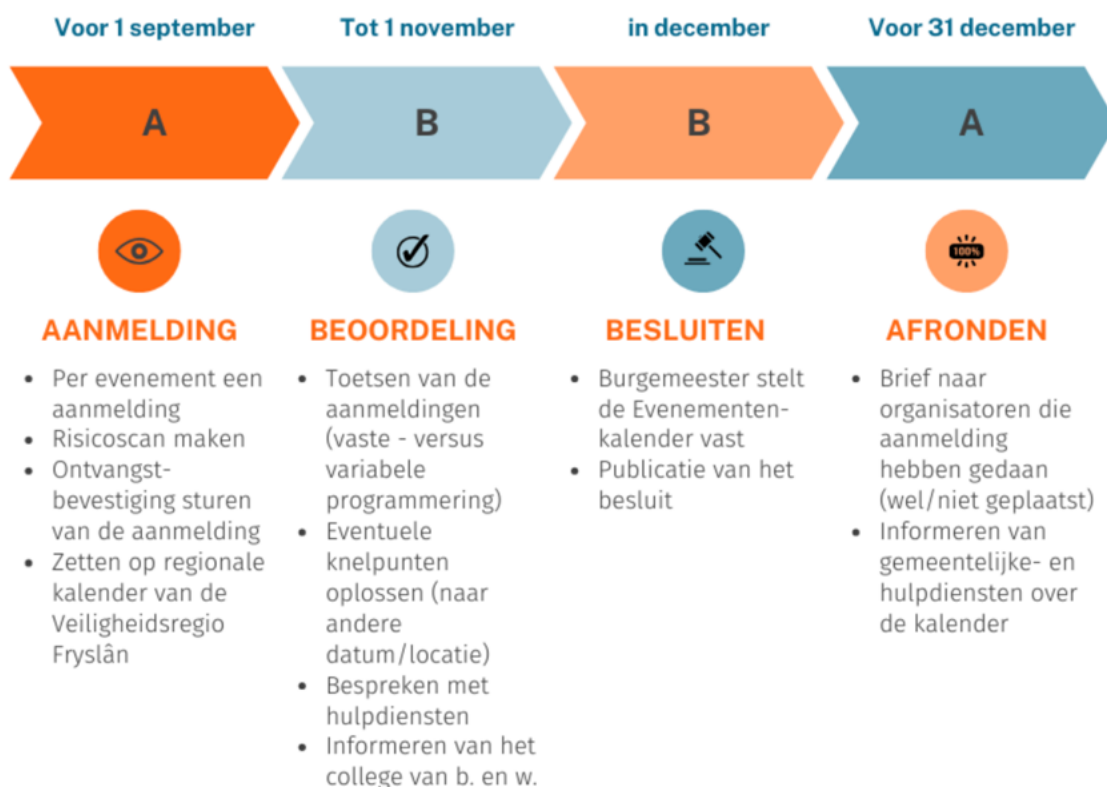 Voor 1 september
Tot 1 november
in december
Voor 31 december
A
B
B
A
100%
AANMELDING
• Per evenement een
aanmelding
• Risicoscan maken
• Ontvangst-
bevestiging sturen
van de aanmelding
• Zetten op regionale
kalender van de
Veiligheidsregio
Fryslân
BEOORDELING
• Toetsen van de
aanmeldingen
(vaste - versus
variabele
programmering)
• Eventuele
knelpunten
oplossen (naar
andere
datum/locatie)
• Bespreken met
hulpdiensten
• Informeren van het
college van b. en w.
BESLUITEN
• Burgemeester stelt
de Evenementen-
kalender vast
• Publicatie van het
besluit
AFRONDEN
• Brief naar
organisatoren die
aanmelding
hebben gedaan
(wel/niet geplaatst)
• Informeren van
gemeentelijke- en
hulpdiensten over
de kalender